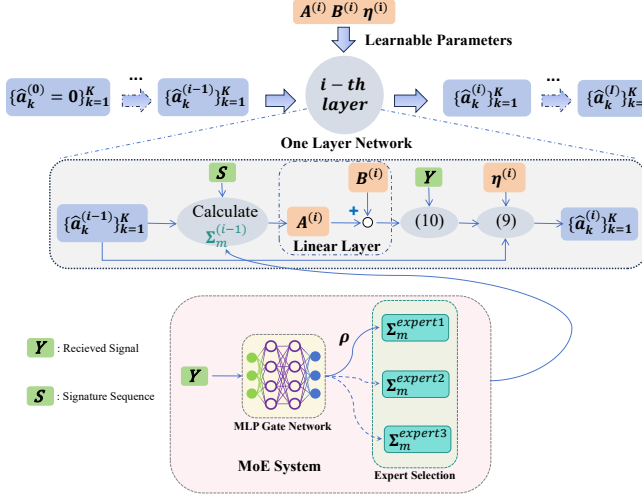 A^{(i)} B^{(i)} η^{(i)}
Learnable Parameters
{â_k^{(0)} = 0}_{k=1}^K
...
{â_k^{(i-1)}}_{k=1}^K
i − th
layer
{â_k^{(i)}}_{k=1}^K
...
{â_k^{(I)}}_{k=1}^K
One Layer Network
S
B^{(i)}
Y
η^{(i)}
{â_k^{(i-1)}}_{k=1}^K
Calculate
Σ_m^{(i-1)}
A^{(i)}
+
(10)
(9)
{â_k^{(i)}}_{k=1}^K
Linear Layer
Y : Recieved Signal
S : Signature Sequence
Y
MLP Gate Network
ρ
Σ_m^{expert1}
Σ_m^{expert2}
Σ_m^{expert3}
MoE System
Expert Selection